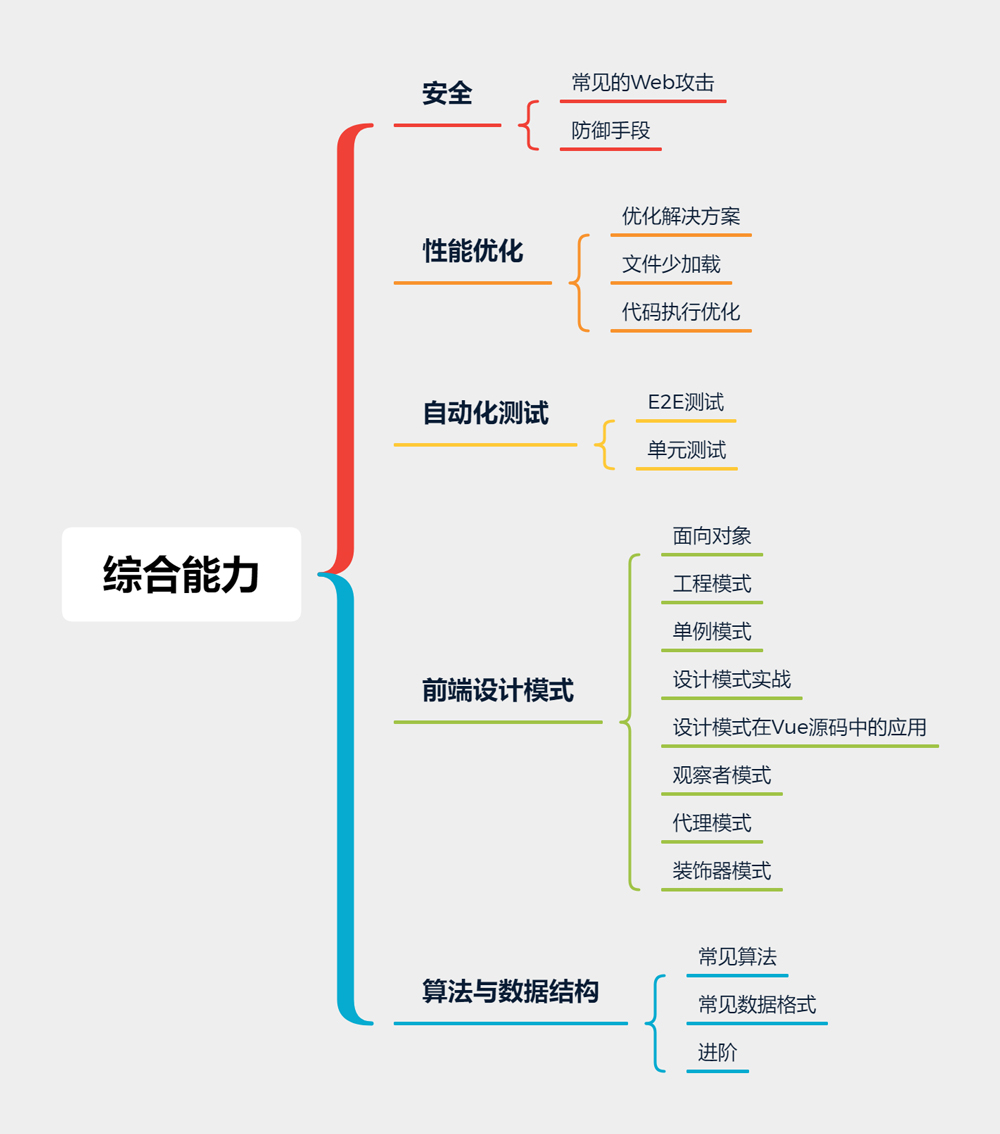 综合能力
安全
常见的Web攻击
防御手段
性能优化
优化解决方案
文件少加载
代码执行优化
自动化测试
E2E测试
单元测试
前端设计模式
面向对象
工程模式
单例模式
设计模式实战
设计模式在Vue源码中的应用
观察者模式
代理模式
装饰器模式
算法与数据结构
常见算法
常见数据格式
进阶